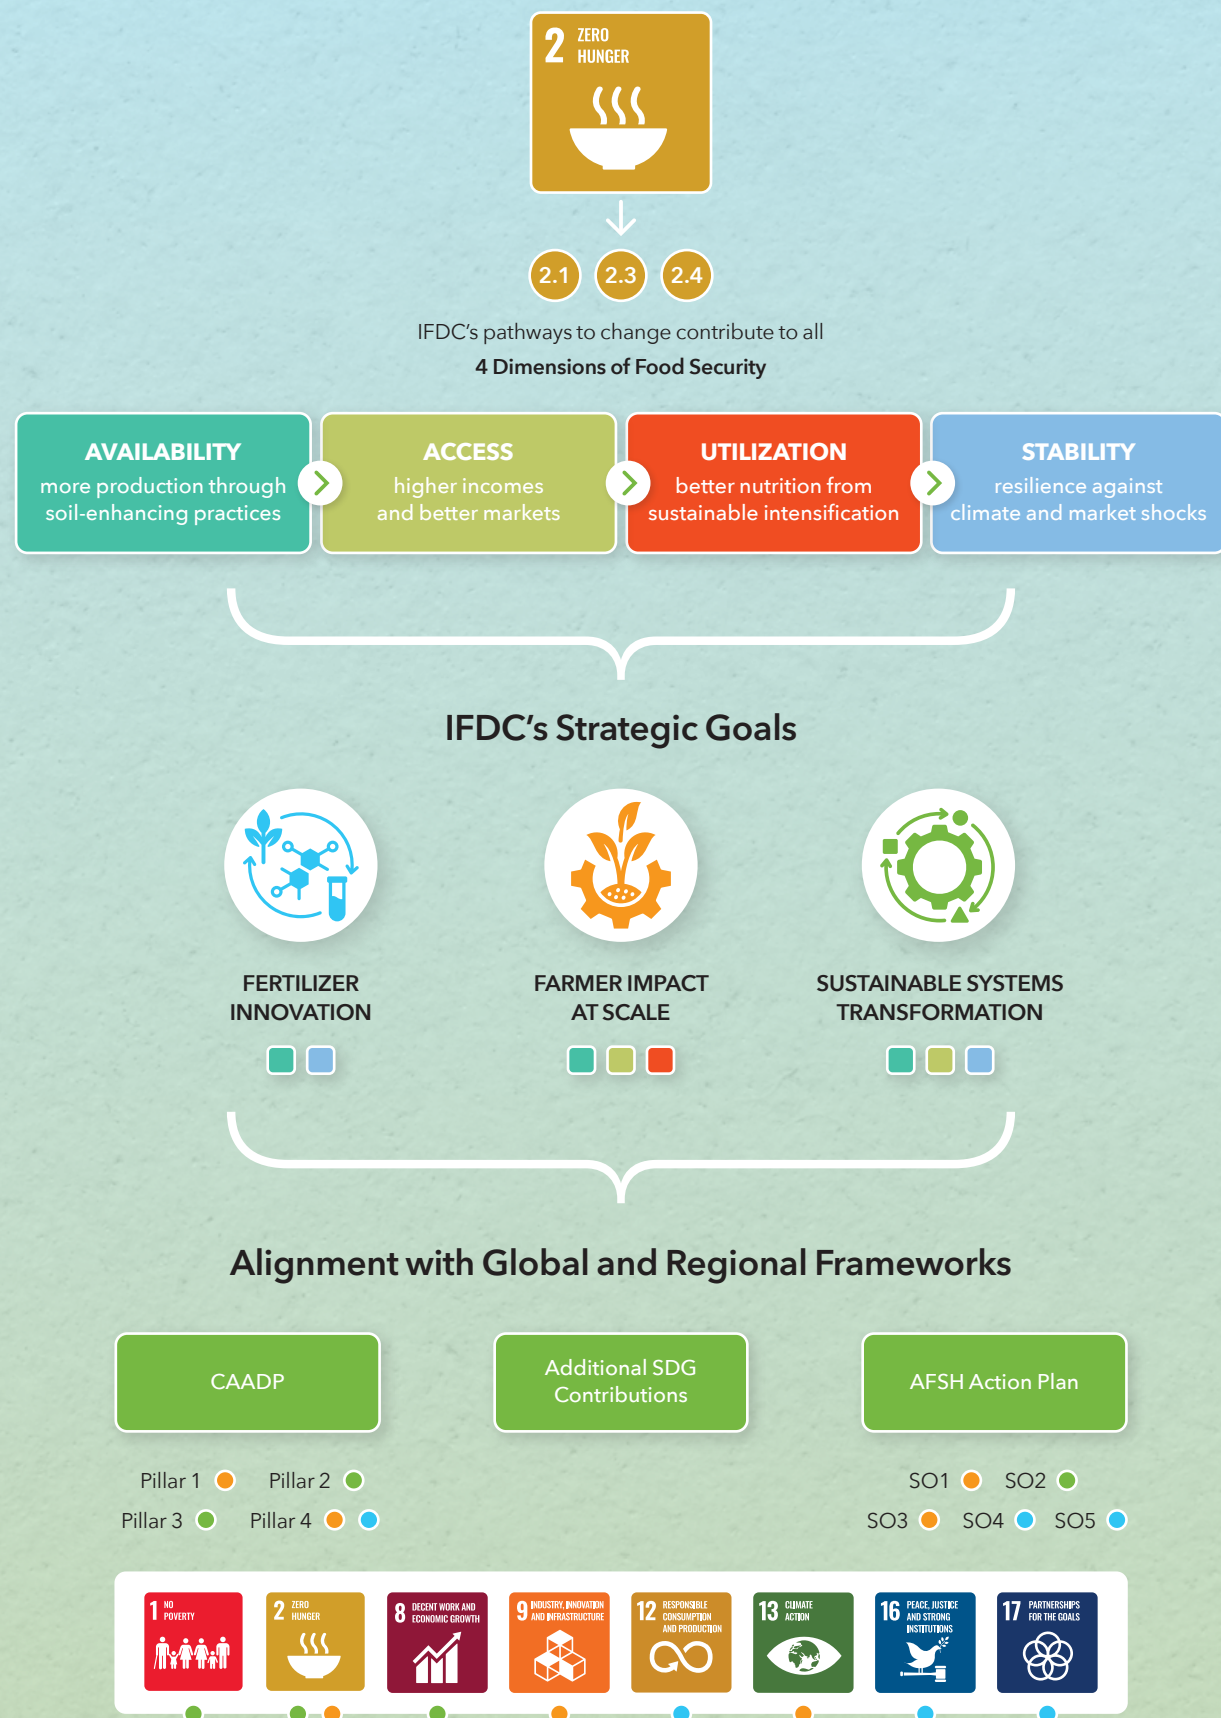 2 ZERO
HUNGER
2.1 2.3 2.4
IFDC's pathways to change contribute to all
4 Dimensions of Food Security
AVAILABILITY
more production through
soil-enhancing practices
ACCESS
higher incomes
and better markets
UTILIZATION
better nutrition from
sustainable intensification
STABILITY
resilience against
climate and market shocks
IFDC's Strategic Goals
FERTILIZER
INNOVATION
FARMER IMPACT
AT SCALE
SUSTAINABLE SYSTEMS
TRANSFORMATION
Alignment with Global and Regional Frameworks
CAADP
Additional SDG
Contributions
AFSH Action Plan
Pillar 1 Pillar 2
Pillar 3 Pillar 4
SO1 SO2
SO3 SO4 SO5
1 NO
POVERTY
2 ZERO
HUNGER
8 DECENT WORK AND
ECONOMIC GROWTH
9 INDUSTRY, INNOVATION
AND INFRASTRUCTURE
12 RESPONSIBLE
CONSUMPTION
AND PRODUCTION
13 CLIMATE
ACTION
16 PEACE, JUSTICE
AND STRONG
INSTITUTIONS
17 PARTNERSHIPS
FOR THE GOALS